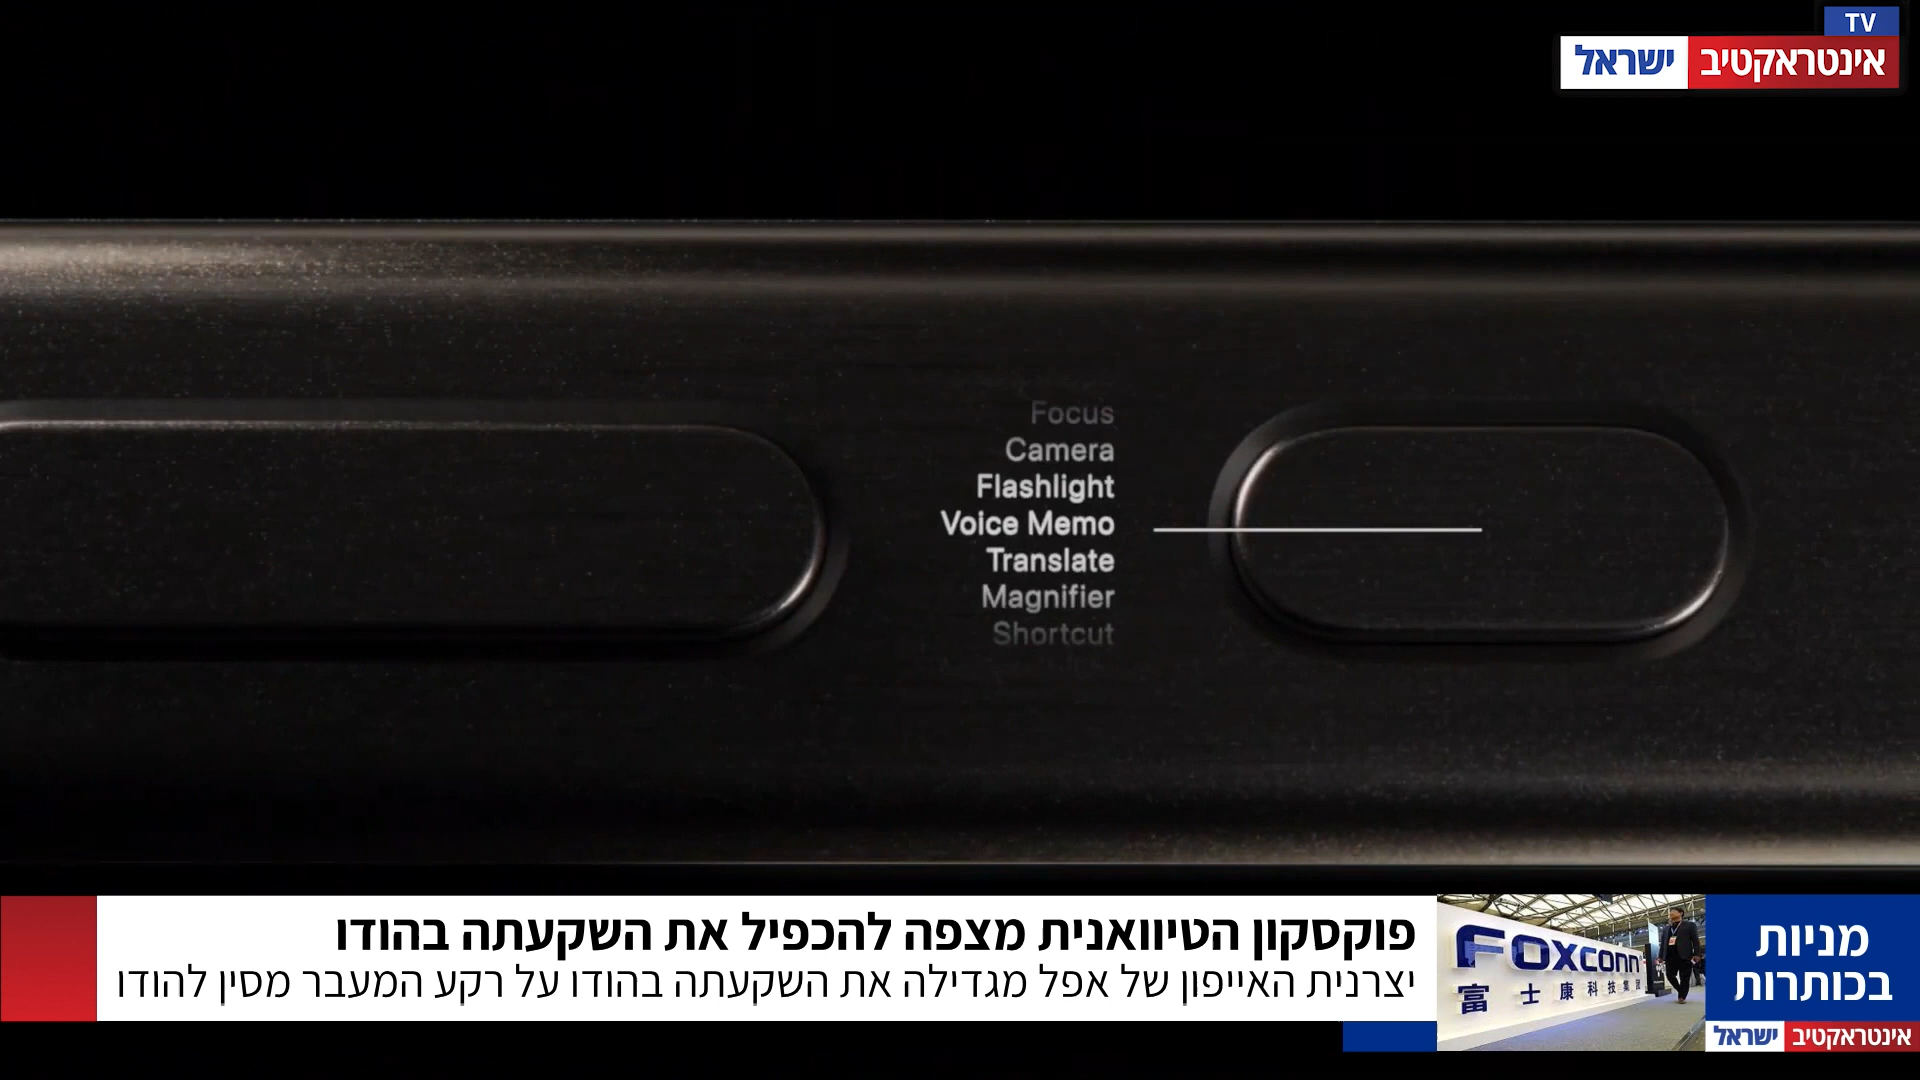 TV
אינטראקטיב ישראל
Focus
Camera
Flashlight
Voice Memo
Translate
Magnifier
Shortcut
מניות
בכותרות
פוקסקון הטיוואנית מצפה להכפיל את השקעתה בהודו
יצרנית האייפון של אפל מגדילה את השקעתה בהודו על רקע המעבר מסין להודו
FOXCONN
富士康科技集团
אינטראקטיב ישראל